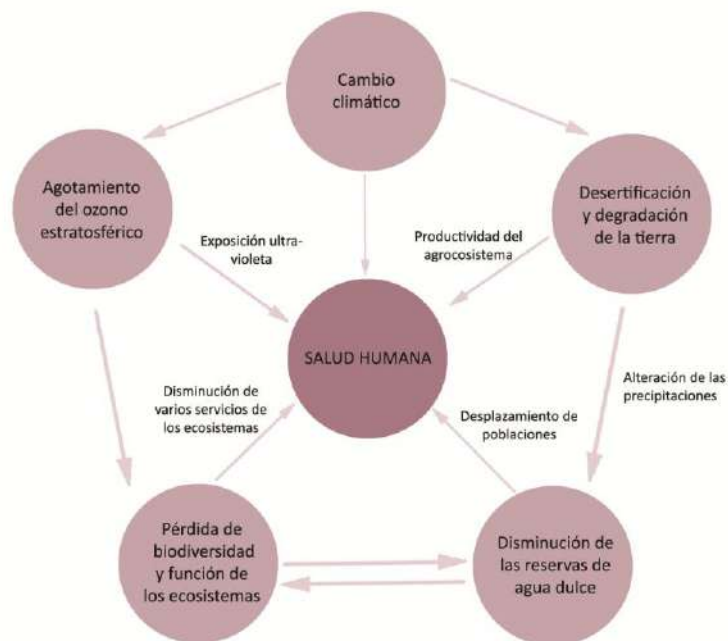 Cambio
climático
Agotamiento
del ozono
estratosférico
Desertificación
y degradación
de la tierra
Exposición ultra-
violeta
Productividad del
agrocosistema
SALUD HUMANA
Disminución de
varios servicios de
los ecosistemas
Desplazamiento de
poblaciones
Alteración de las
precipitaciones
Pérdida de
biodiversidad
y función de
los ecosistemas
Disminución de
las reservas de
agua dulce